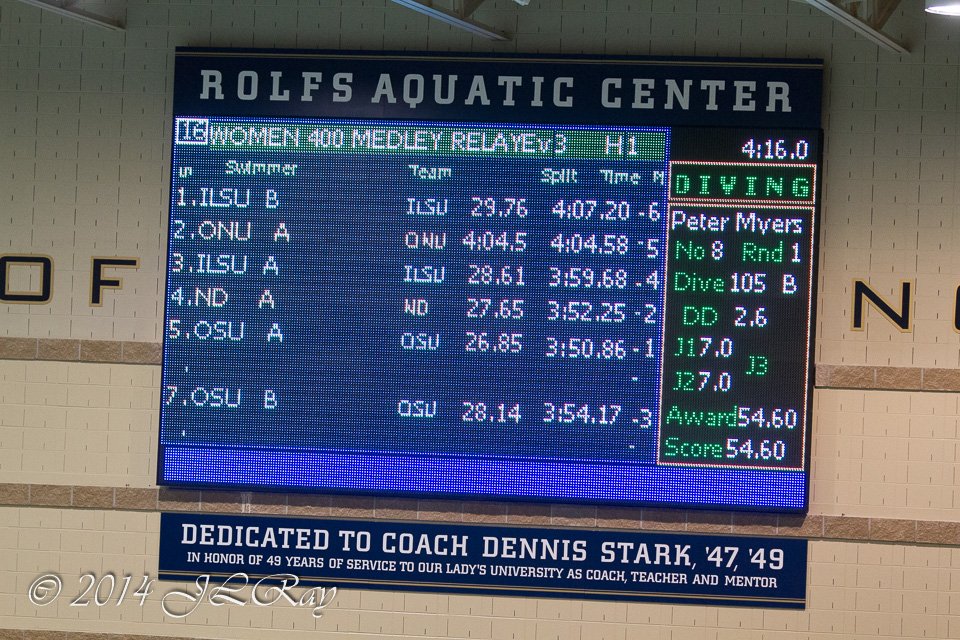 ROLFS AQUATIC CENTER
16 WOMEN 400 MEDLEY RELAYEv3 H1
Swimmer Team Split Time
1.ILSU B ILSU 29.76 4:07.20 -6
2.ONU A ONU 4:04.5 4:04.58 -5
3.ILSU A ILSU 28.61 3:59.68 -4
4.ND A ND 27.65 3:52.25 -2
5.OSU A OSU 26.85 3:50.86 -1
. -
7.OSU B OSU 28.14 3:54.17 -3
. -
4:16.0
DIVING
Peter Myers
No 8 Rnd 1
Dive 105 B
DD 2.6
J1 7.0
J3
J2 7.0
Award 54.60
Score 54.60
OF
N
DEDICATED TO COACH DENNIS STARK, '47, '49
IN HONOR OF 49 YEARS OF SERVICE TO OUR LADY'S UNIVERSITY AS COACH, TEACHER AND MENTOR
© 2014 JLRay